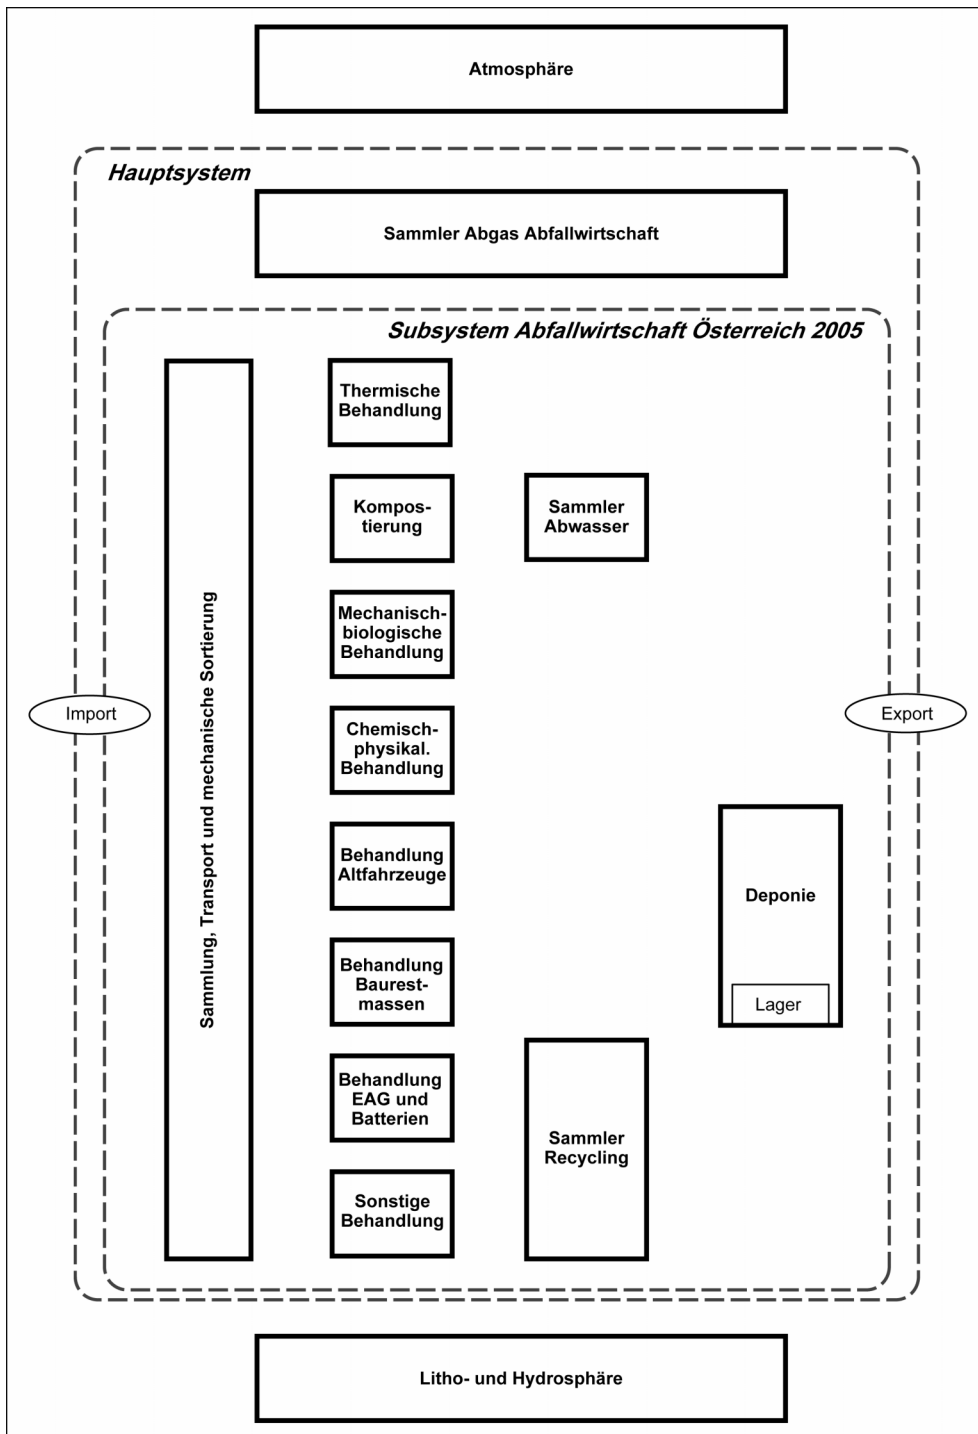 Atmosphäre
Hauptsystem
Sammler Abgas Abfallwirtschaft
Subsystem Abfallwirtschaft Österreich 2005
Sammlung, Transport und mechanische Sortierung
Thermische
Behandlung
Kompos-
tierung
Sammler
Abwasser
Mechanisch-
biologische
Behandlung
Import
Export
Chemisch-
physikal.
Behandlung
Behandlung
Altfahrzeuge
Deponie
Lager
Behandlung
Baurest-
massen
Behandlung
EAG und
Batterien
Sammler
Recycling
Sonstige
Behandlung
Litho- und Hydrosphäre